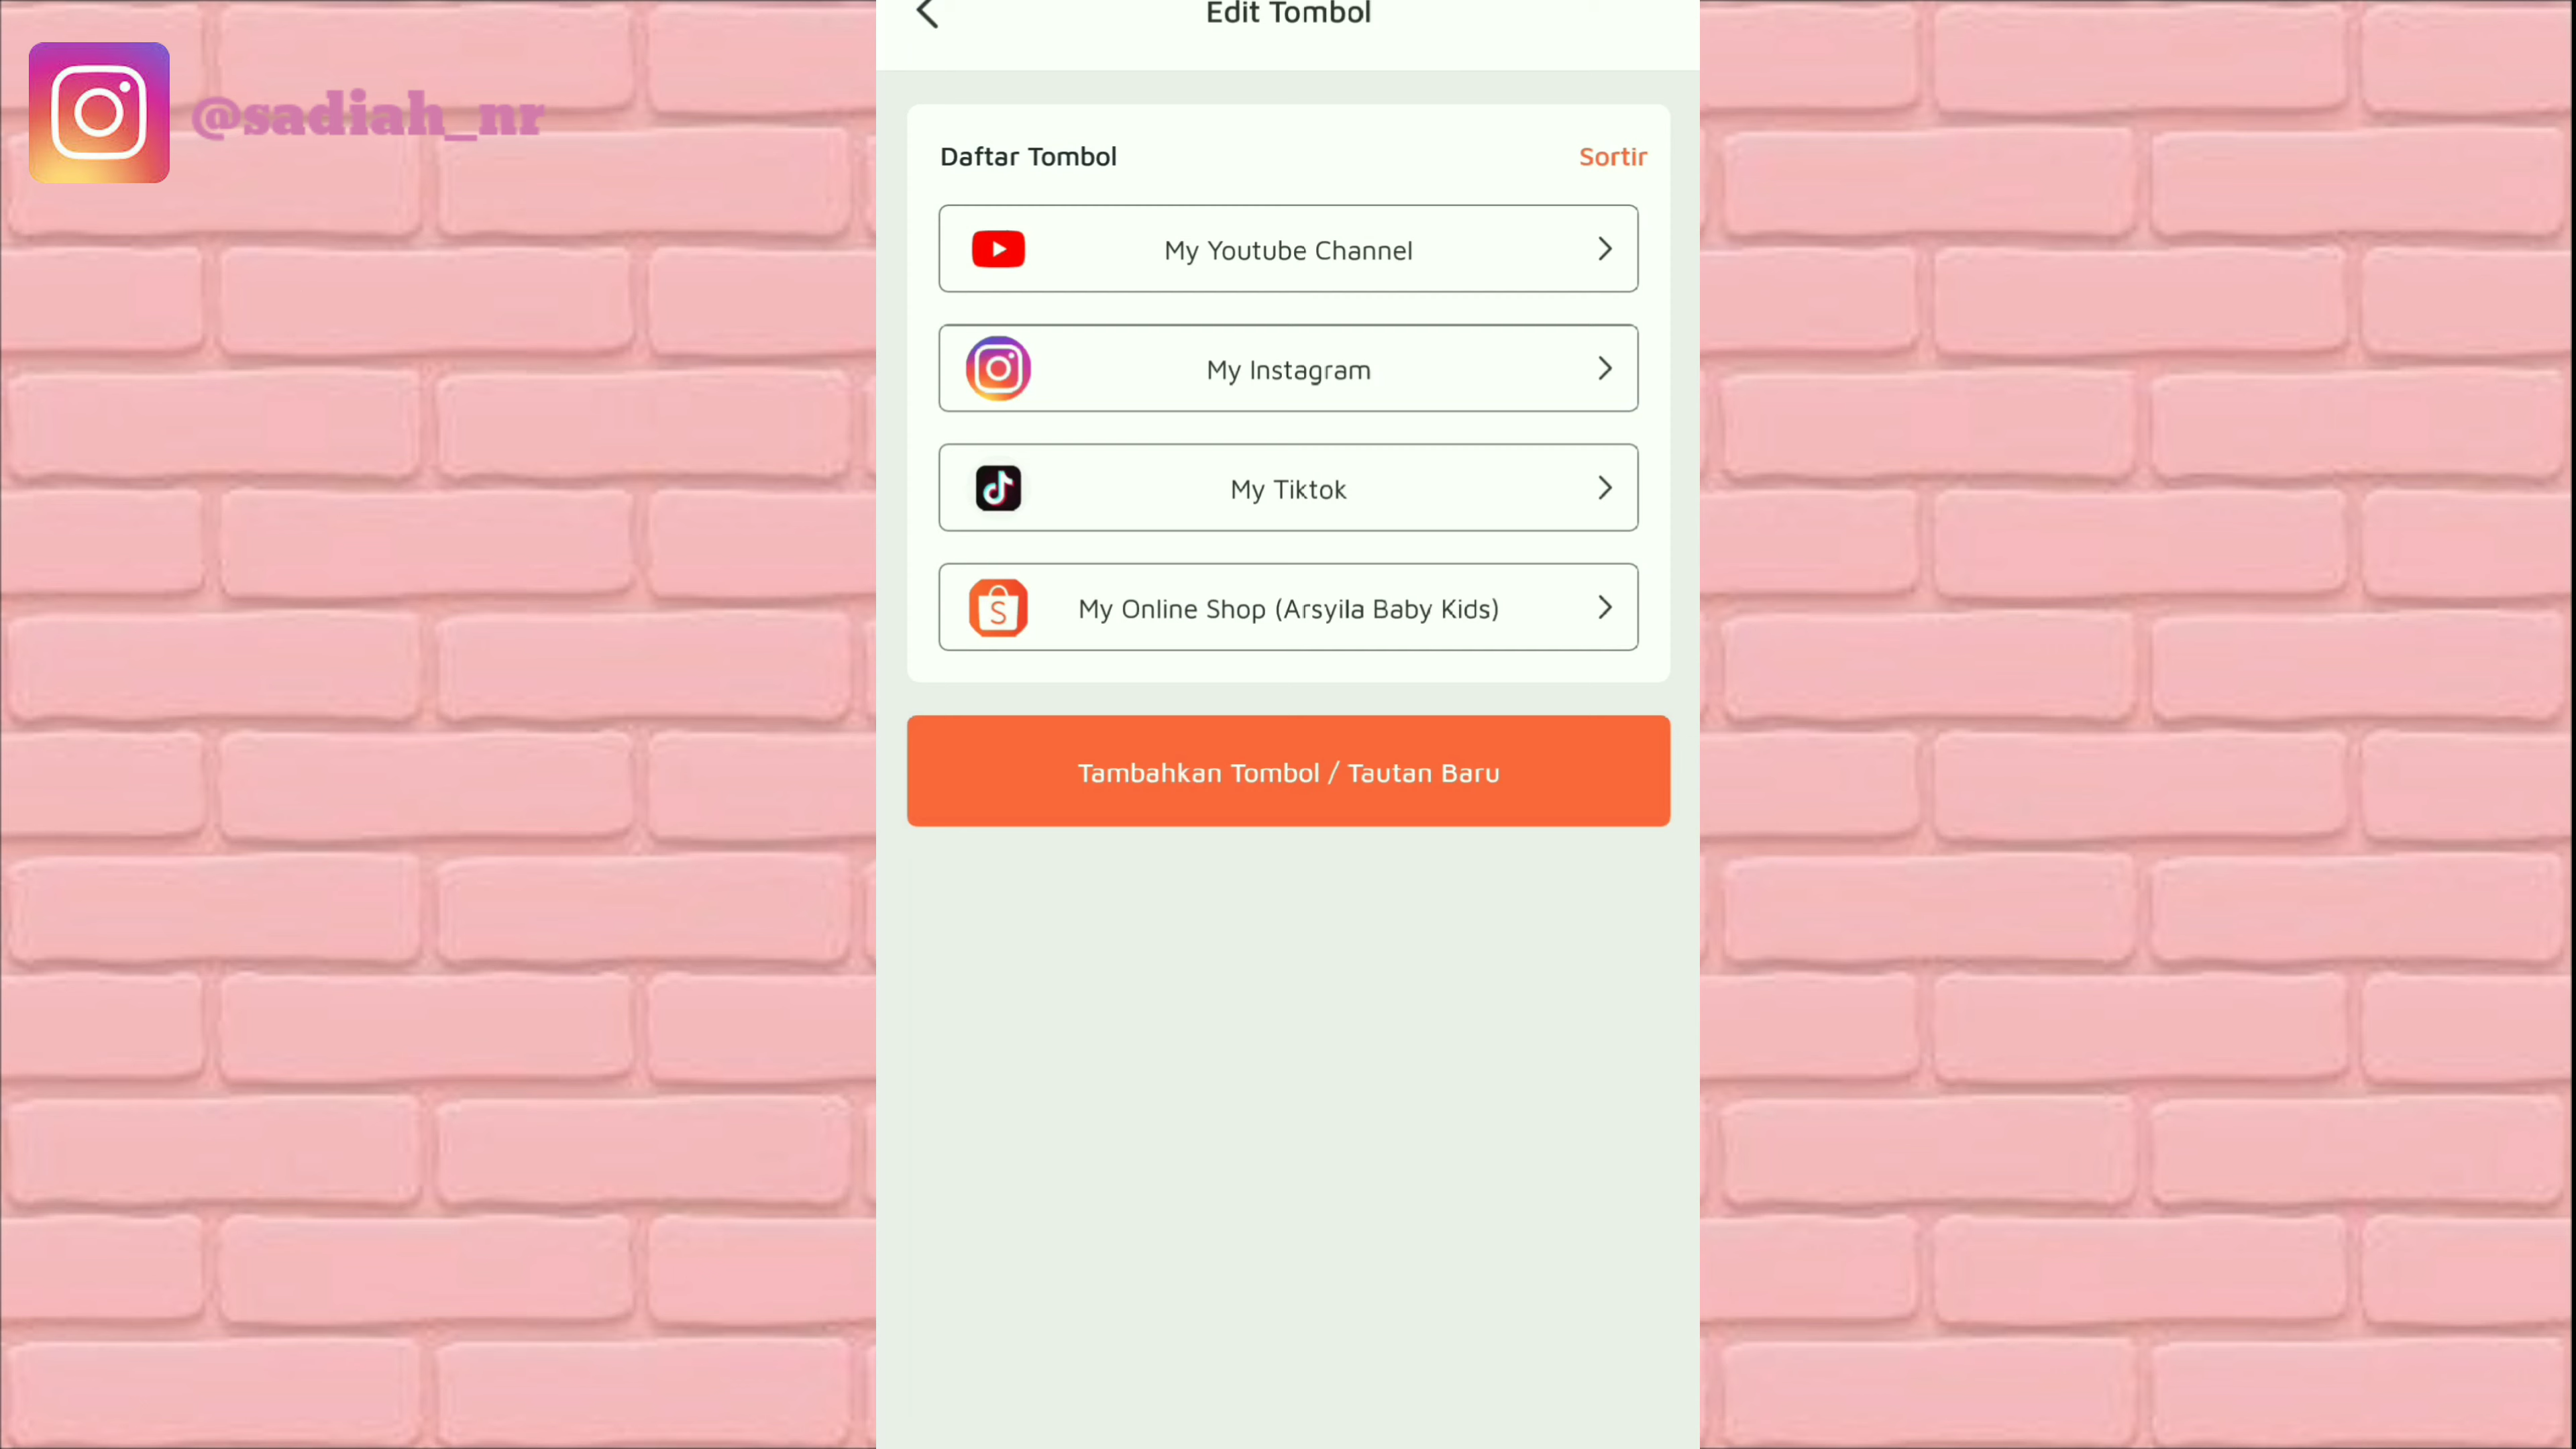 Edit Tombol
@sadiah_nr
Daftar Tombol
Sortir
My Youtube Channel
My Instagram
My Tiktok
S
My Online Shop (Arsyila Baby Kids)
Tambahkan Tombol / Tautan Baru